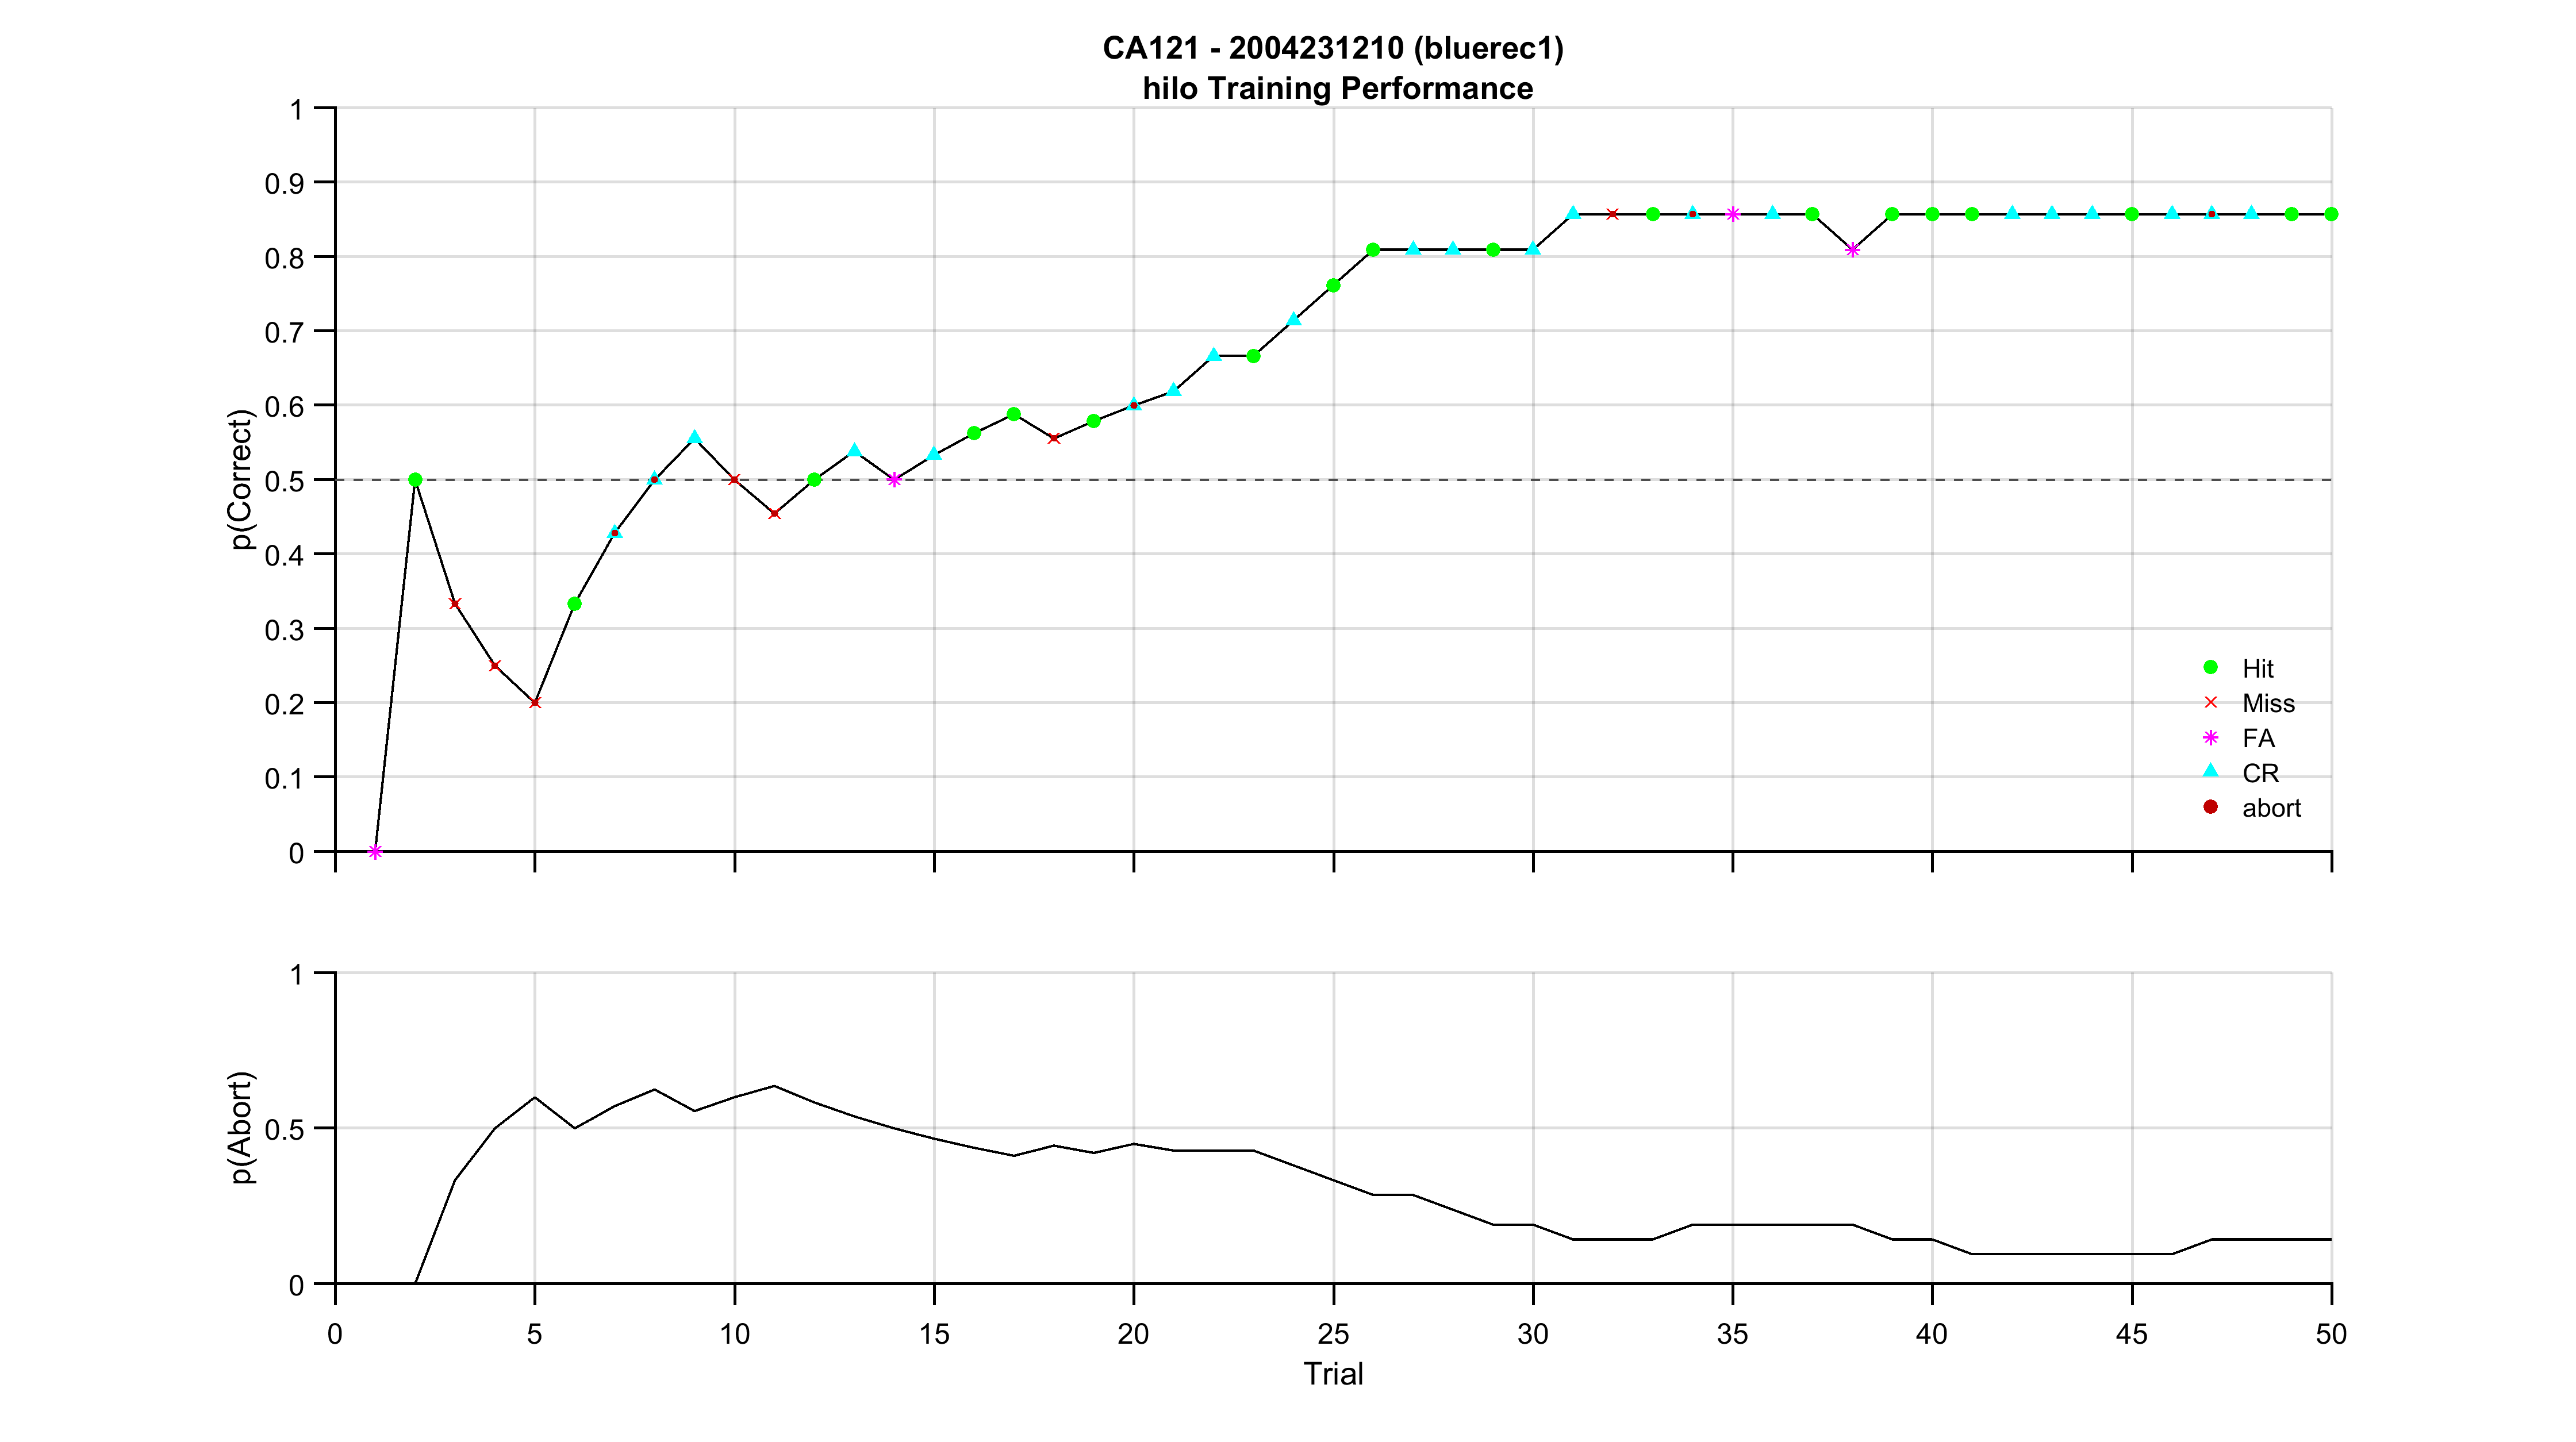 CA121 - 2004231210 (bluerec1)
hilo Training Performance
1
0.9
0.8
0.7
0.6
0.5
0.4
0.3
0.2
0.1
0
p(Correct)
Hit
Miss
FA
CR
abort
1
0.5
0
p(Abort)
0 5 10 15 20 25 30 35 40 45 50
Trial